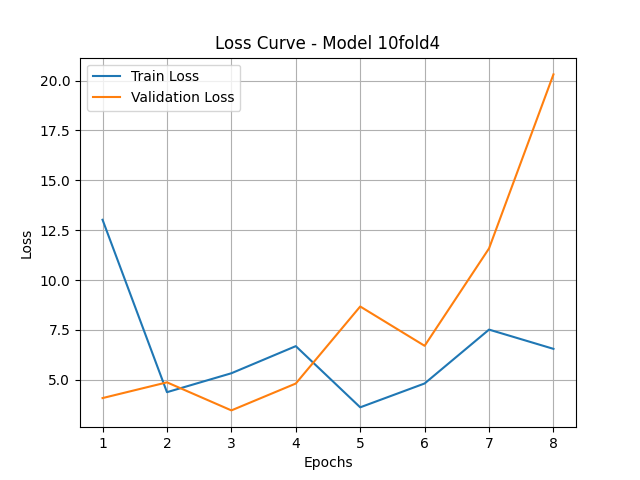 Loss Curve - Model 10fold4
Train Loss
Validation Loss
20.0
17.5
15.0
12.5
10.0
7.5
5.0
Loss
1 2 3 4 5 6 7 8
Epochs